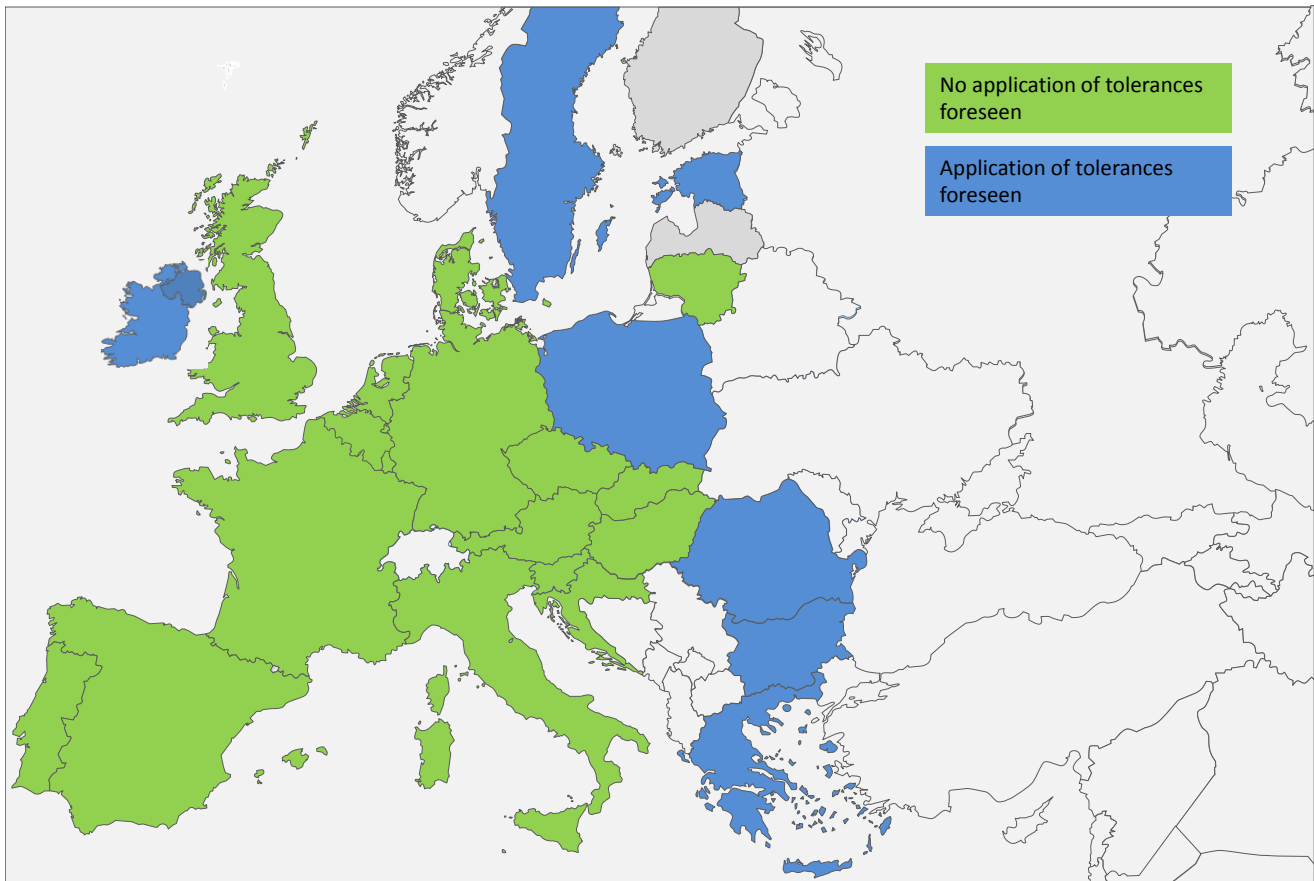 No application of tolerances
foreseen
Application of tolerances
foreseen